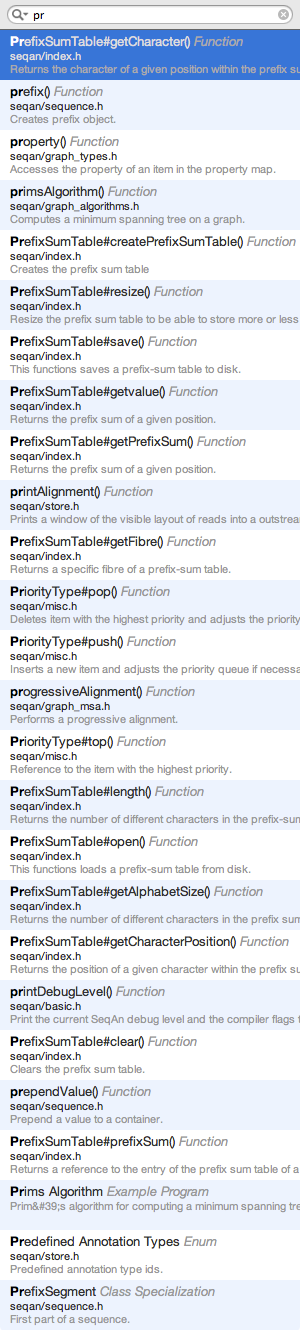 pr
PrefixSumTable#getCharacter() Function
seqan/index.h
Returns the character of a given position within the prefix su
prefix() Function
seqan/sequence.h
Creates prefix object.
property() Function
seqan/graph_types.h
Accesses the property of an item in the property map.
primsAlgorithm() Function
seqan/graph_algorithms.h
Computes a minimum spanning tree on a graph.
PrefixSumTable#createPrefixSumTable() Function
seqan/index.h
Creates the prefix sum table
PrefixSumTable#resize() Function
seqan/index.h
Resize the prefix sum table to be able to store more or less
PrefixSumTable#save() Function
seqan/index.h
This functions saves a prefix-sum table to disk.
PrefixSumTable#getvalue() Function
seqan/index.h
Returns the prefix sum of a given position.
PrefixSumTable#getPrefixSum() Function
seqan/index.h
Returns the prefix sum of a given position.
printAlignment() Function
seqan/store.h
Prints a window of the visible layout of reads into a outstrea
PrefixSumTable#getFibre() Function
seqan/index.h
Returns a specific fibre of a prefix-sum table.
PriorityType#pop() Function
seqan/misc.h
Deletes item with the highest priority and adjusts the priority
PriorityType#push() Function
seqan/misc.h
Inserts a new item and adjusts the priority queue if necessa
progressiveAlignment() Function
seqan/graph_msa.h
Performs a progressive alignment.
PriorityType#top() Function
seqan/misc.h
Reference to the item with the highest priority.
PrefixSumTable#length() Function
seqan/index.h
Returns the number of different characters in the prefix-sum
PrefixSumTable#open() Function
seqan/index.h
This functions loads a prefix-sum table from disk.
PrefixSumTable#getAlphabetSize() Function
seqan/index.h
Returns the number of different characters in the prefix sum
PrefixSumTable#getCharacterPosition() Function
seqan/index.h
Returns the position of a given character within the prefix su
printDebugLevel() Function
seqan/basic.h
Print the current SeqAn debug level and the compiler flags t
PrefixSumTable#clear() Function
seqan/index.h
Clears the prefix sum table.
prependValue() Function
seqan/sequence.h
Prepend a value to a container.
PrefixSumTable#prefixSum() Function
seqan/index.h
Returns a reference to the entry of the prefix sum table of a
Prims Algorithm Example Program
Prim&#39;s algorithm for computing a minimum spanning tre
Predefined Annotation Types Enum
seqan/store.h
Predefined annotation type ids.
PrefixSegment Class Specialization
seqan/sequence.h
First part of a sequence.